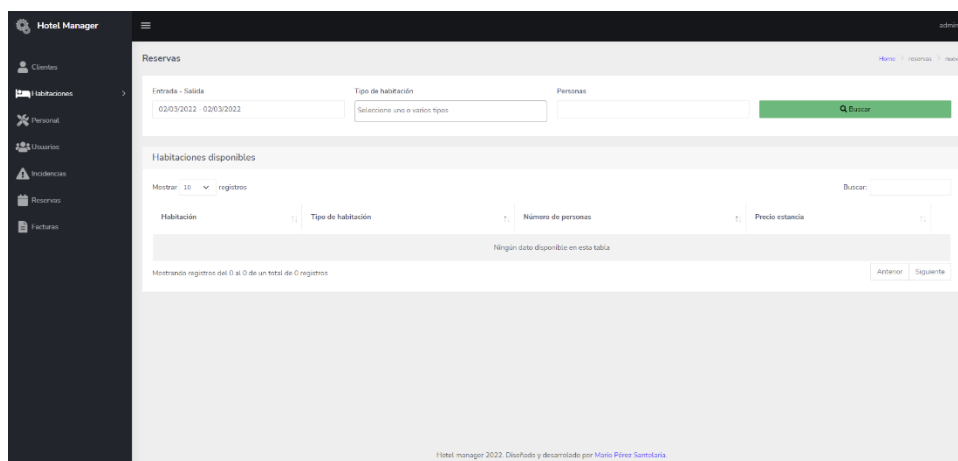 Hotel Manager
admin
Clientes
Habitaciones
Personal
Usuarios
Incidencias
Reservas
Facturas
Reservas
Home reservas
Entrada - Salida Tipo de habitación Personas
02/03/2022 - 02/03/2022 Seleccione uno o varios tipos Buscar
Habitaciones disponibles
Mostrar 10 registros Buscar:
Habitación Tipo de habitación Número de personas Precio estancia
Ningún dato disponible en esta tabla
Mostrando registros del 0 al 0 de un total de 0 registros Anterior Siguiente
Hotel manager 2022. Diseñado y desarrolado por Mario Pérez Santolaria.